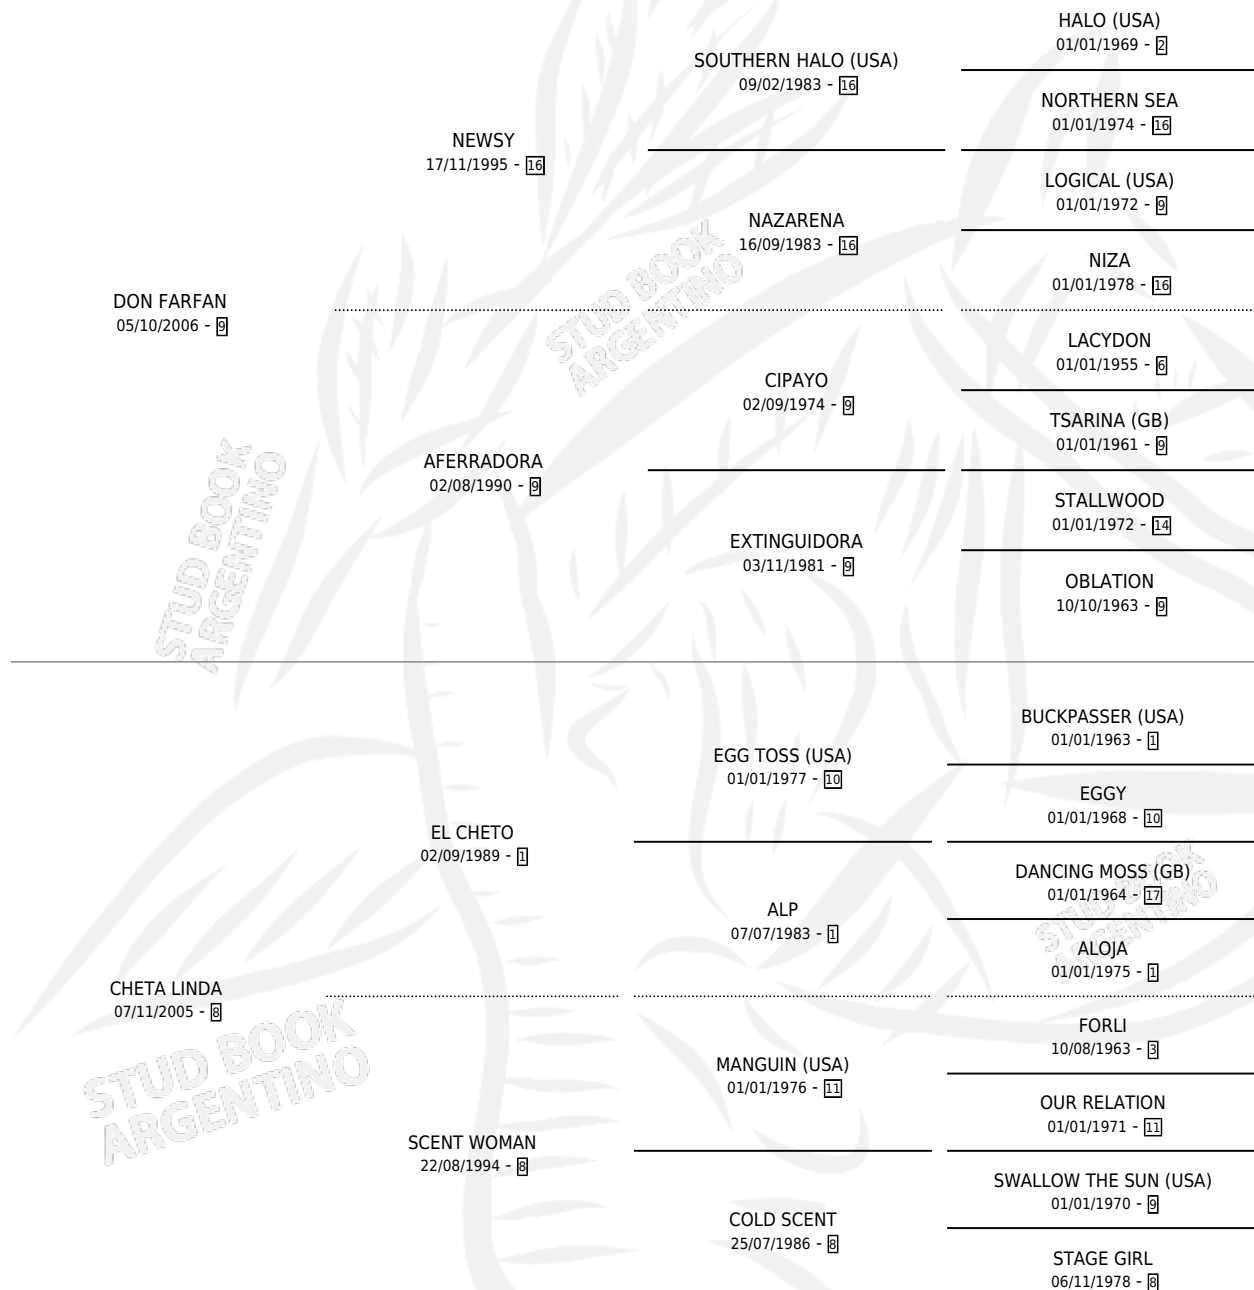 HALO (USA)
01/01/1969 - 2
SOUTHERN HALO (USA)
09/02/1983 - 16
NORTHERN SEA
01/01/1974 - 16
NEWSY
17/11/1995 - 16
LOGICAL (USA)
01/01/1972 - 9
NAZARENA
16/09/1983 - 16
NIZA
01/01/1978 - 16
DON FARFAN
05/10/2006 - 9
LACYDON
01/01/1955 - 6
CIPAYO
02/09/1974 - 9
TSARINA (GB)
01/01/1961 - 9
AFERRADORA
02/08/1990 - 9
STALLWOOD
01/01/1972 - 14
EXTINGUIDORA
03/11/1981 - 9
OBLATION
10/10/1963 - 9
STUD BOOK
ARGENTINO
STUD BOOK
ARGENTINO
BUCKPASSER (USA)
01/01/1963 - 1
EGG TOSS (USA)
01/01/1977 - 10
EGGY
01/01/1968 - 10
EL CHETO
02/09/1989 - 1
DANCING MOSS (GB)
01/01/1964 - 17
ALP
07/07/1983 - 1
ALOJA
01/01/1975 - 1
CHETA LINDA
07/11/2005 - 8
FORLI
10/08/1963 - 3
MANGUIN (USA)
01/01/1976 - 11
OUR RELATION
01/01/1971 - 11
SCENT WOMAN
22/08/1994 - 8
SWALLOW THE SUN (USA)
01/01/1970 - 9
COLD SCENT
25/07/1986 - 8
STAGE GIRL
06/11/1978 - 8
STUD BOOK
ARGENTINO
STUD BOOK
ARGENTINO